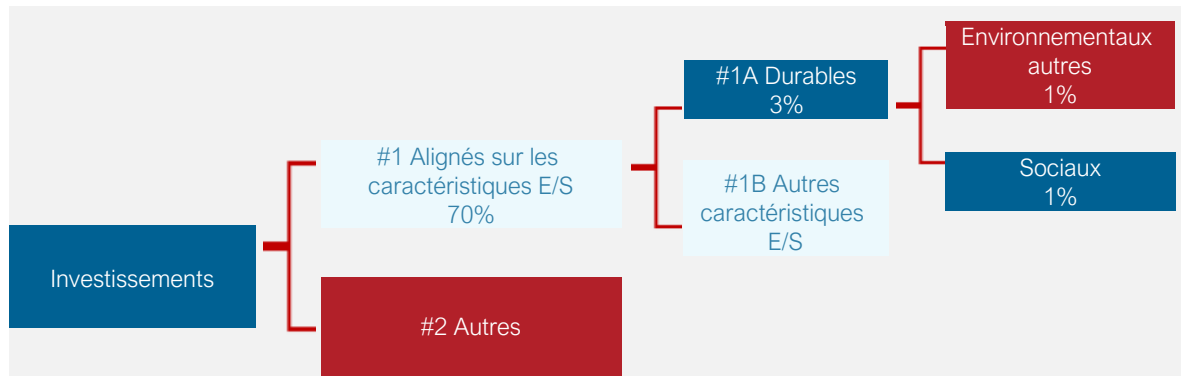 Investissements
#1 Alignés sur les
caractéristiques E/S
70%
#2 Autres
#1A Durables
3%
#1B Autres
caractéristiques
E/S
Environnementaux
autres
1%
Sociaux
1%